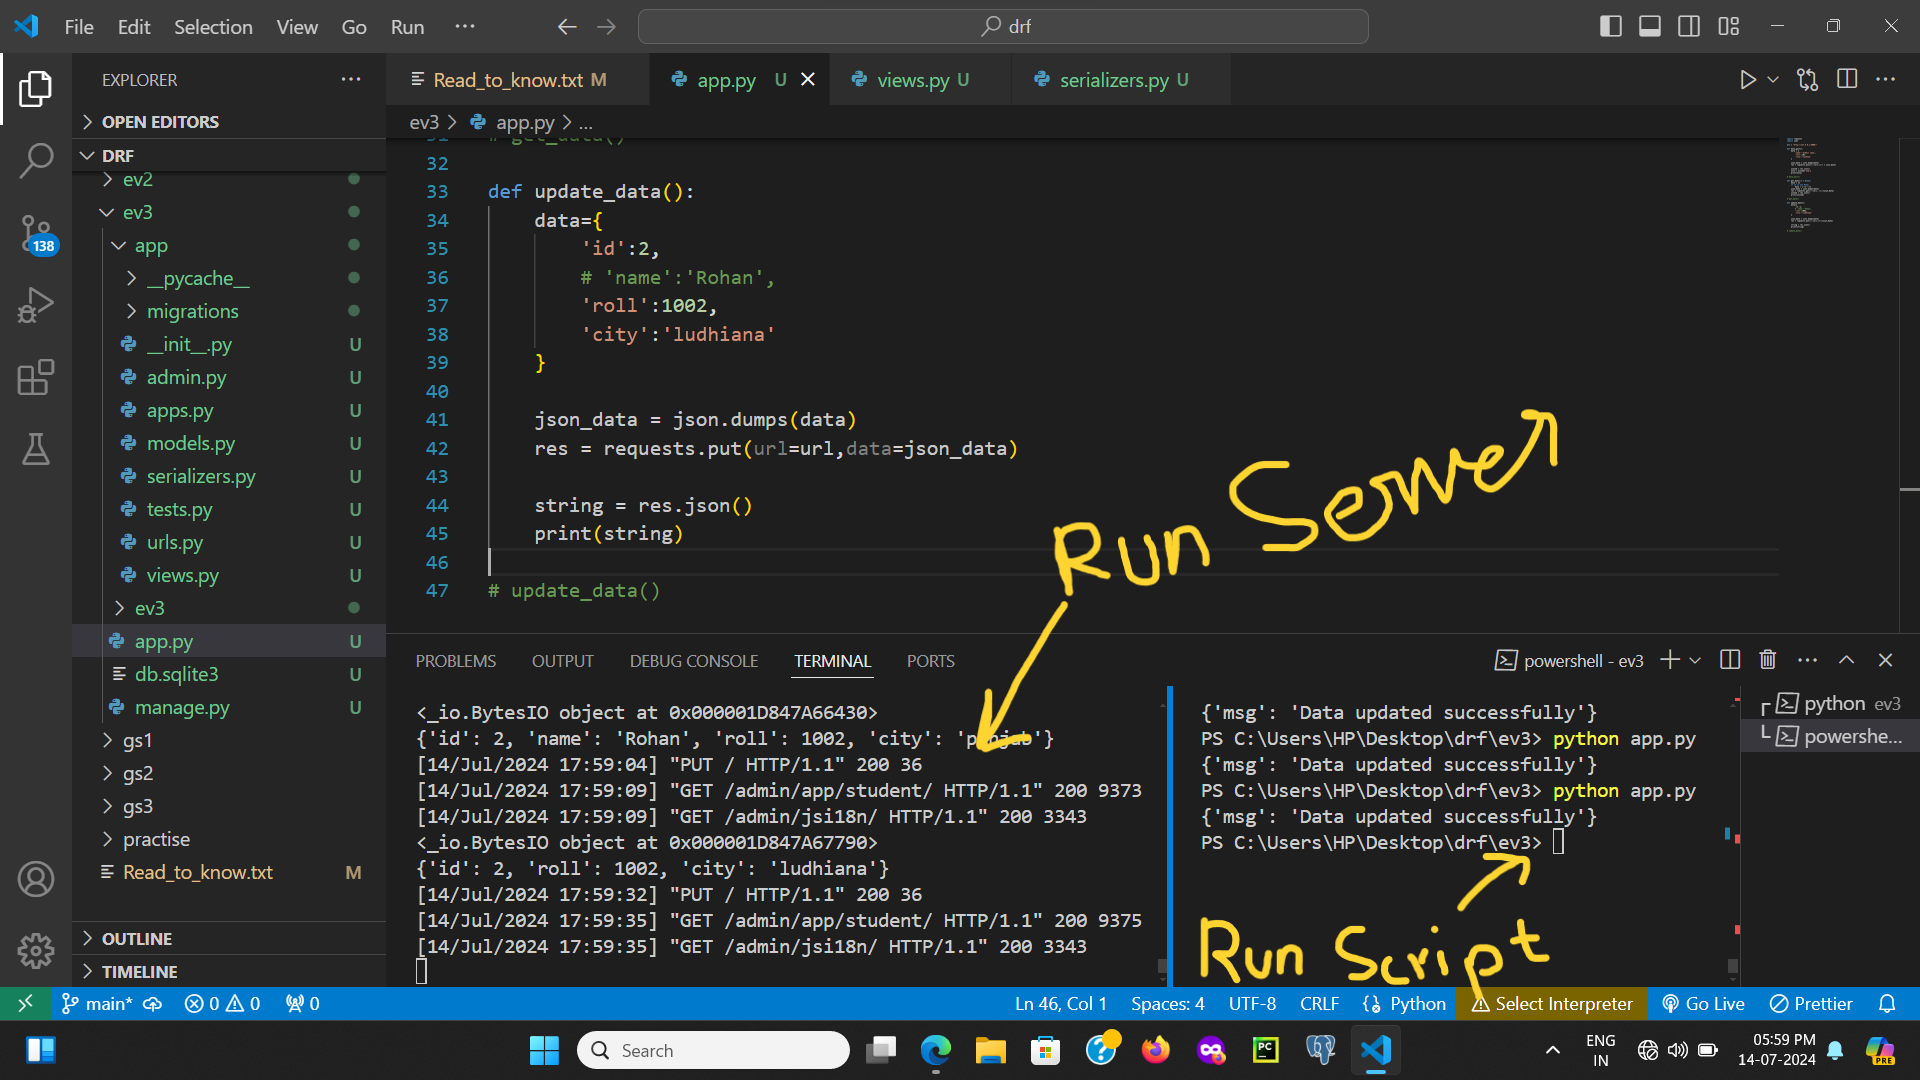 File Edit Selection View Go Run ···
drf
EXPLORER ···
OPEN EDITORS
DRF
ev2
ev3
app
__pycache__
migrations
__init__.py U
admin.py U
apps.py U
models.py U
serializers.py U
tests.py U
urls.py U
views.py U
ev3
app.py U
db.sqlite3 U
manage.py U
gs1
gs2
gs3
practise
Read_to_know.txt M
OUTLINE
TIMELINE
138
Read_to_know.txt M app.py U views.py U serializers.py U
ev3 > app.py > ...
31 # get_data()
32
33 def update_data():
34 data={
35 'id':2,
36 # 'name':'Rohan',
37 'roll':1002,
38 'city':'ludhiana'
39 }
40
41 json_data = json.dumps(data)
42 res = requests.put(url=url,data=json_data)
43
44 string = res.json()
45 print(string)
46
47 # update_data()
Run Server
PROBLEMS OUTPUT DEBUG CONSOLE TERMINAL PORTS
powershell - ev3
<_io.BytesIO object at 0x000001D847A66430>
{'id': 2, 'name': 'Rohan', 'roll': 1002, 'city': 'punjab'}
[14/Jul/2024 17:59:04] "PUT / HTTP/1.1" 200 36
[14/Jul/2024 17:59:09] "GET /admin/app/student/ HTTP/1.1" 200 9373
[14/Jul/2024 17:59:09] "GET /admin/jsi18n/ HTTP/1.1" 200 3343
<_io.BytesIO object at 0x000001D847A67790>
{'id': 2, 'roll': 1002, 'city': 'ludhiana'}
[14/Jul/2024 17:59:32] "PUT / HTTP/1.1" 200 36
[14/Jul/2024 17:59:35] "GET /admin/app/student/ HTTP/1.1" 200 9375
[14/Jul/2024 17:59:35] "GET /admin/jsi18n/ HTTP/1.1" 200 3343
{'msg': 'Data updated successfully'}
PS C:\Users\HP\Desktop\drf\ev3> python app.py
{'msg': 'Data updated successfully'}
PS C:\Users\HP\Desktop\drf\ev3> python app.py
{'msg': 'Data updated successfully'}
PS C:\Users\HP\Desktop\drf\ev3>
Run Script
python ev3
powershe...
main* 0 0 0
Ln 46, Col 1 Spaces: 4 UTF-8 CRLF Python Select Interpreter Go Live Prettier
Search
PC
ENG
IN
05:59 PM
14-07-2024
PRE